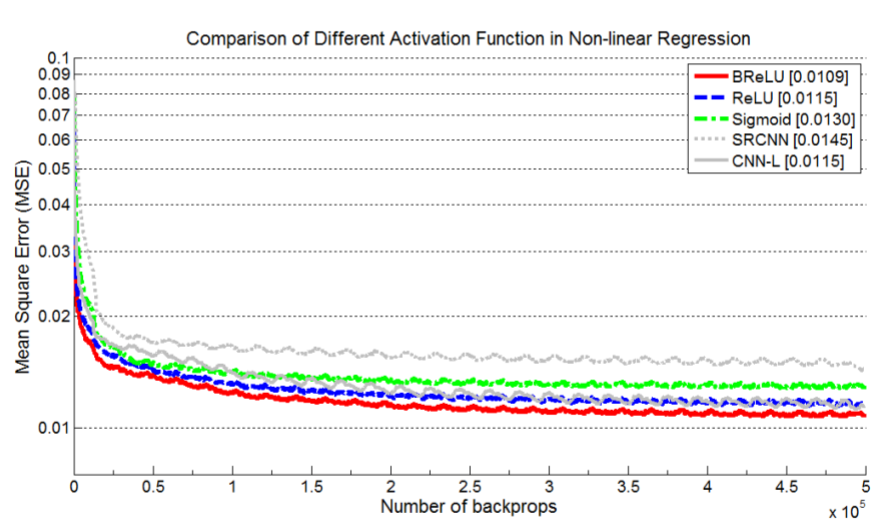 Comparison of Different Activation Function in Non-linear Regression
0.1
0.09
0.08
0.07
0.06
0.05
0.04
0.03
0.02
0.01
Mean Square Error (MSE)
BReLU [0.0109]
ReLU [0.0115]
Sigmoid [0.0130]
SRCNN [0.0145]
CNN-L [0.0115]
0 0.5 1 1.5 2 2.5 3 3.5 4 4.5 5
Number of backprops
x 10⁵